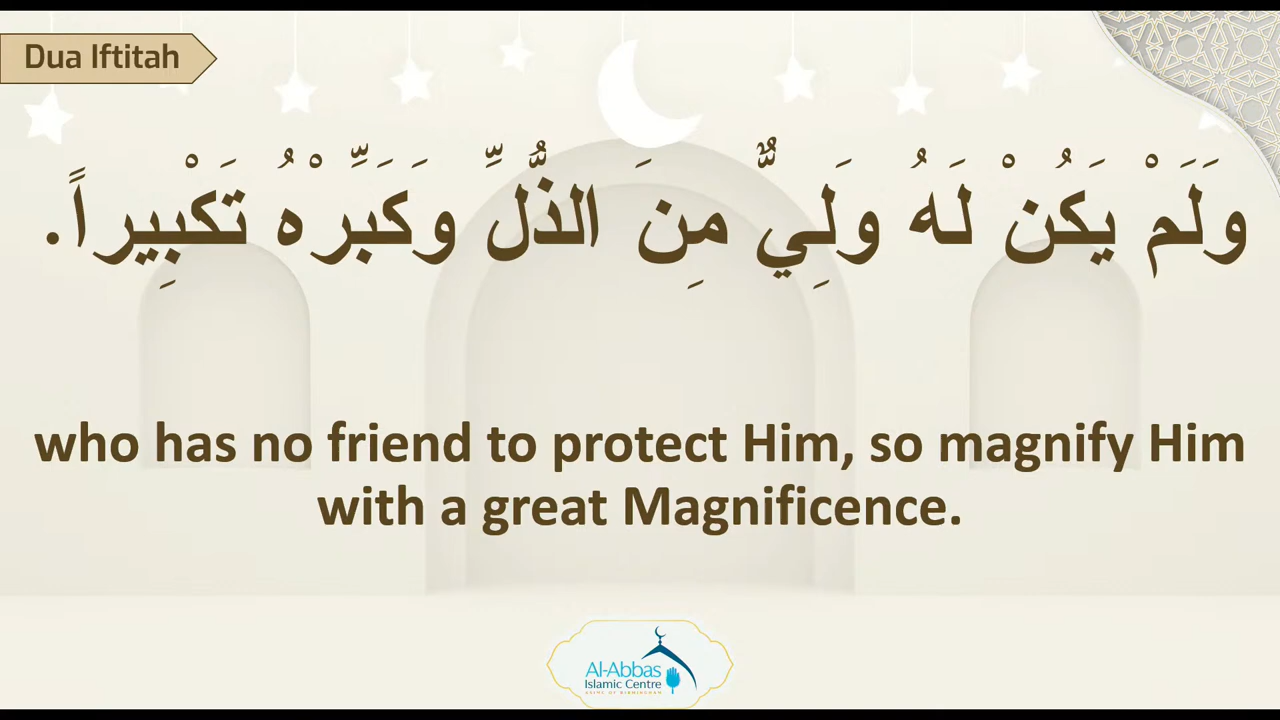 Dua Iftitah
وَلَمْ يَكُنْ لَهُ وَلِيٌّ مِنَ الذُّلِّ وَكَبِّرْهُ تَكْبِيراً.
who has no friend to protect Him, so magnify Him
with a great Magnificence.
Al-Abbas
Islamic Centre